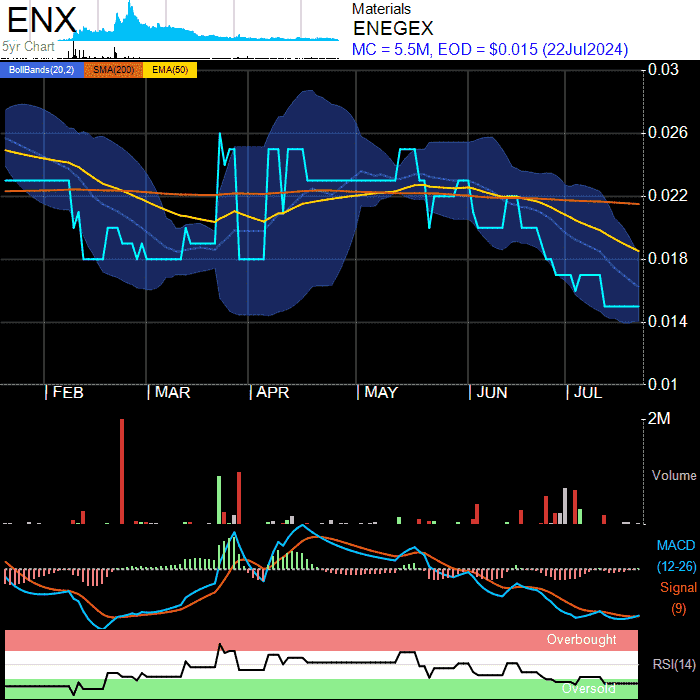 ENX
5yr Chart
Materials
ENEGEX
MC = 5.5M, EOD = $0.015 (22Jul2024)
BollBands(20,2) SMA(200) EMA(50)
0.03
0.026
0.022
0.018
0.014
0.01
FEB MAR APR MAY JUN JUL
2M
Volume
MACD
(12-26)
Signal
(9)
Overbought
RSI(14)
Oversold